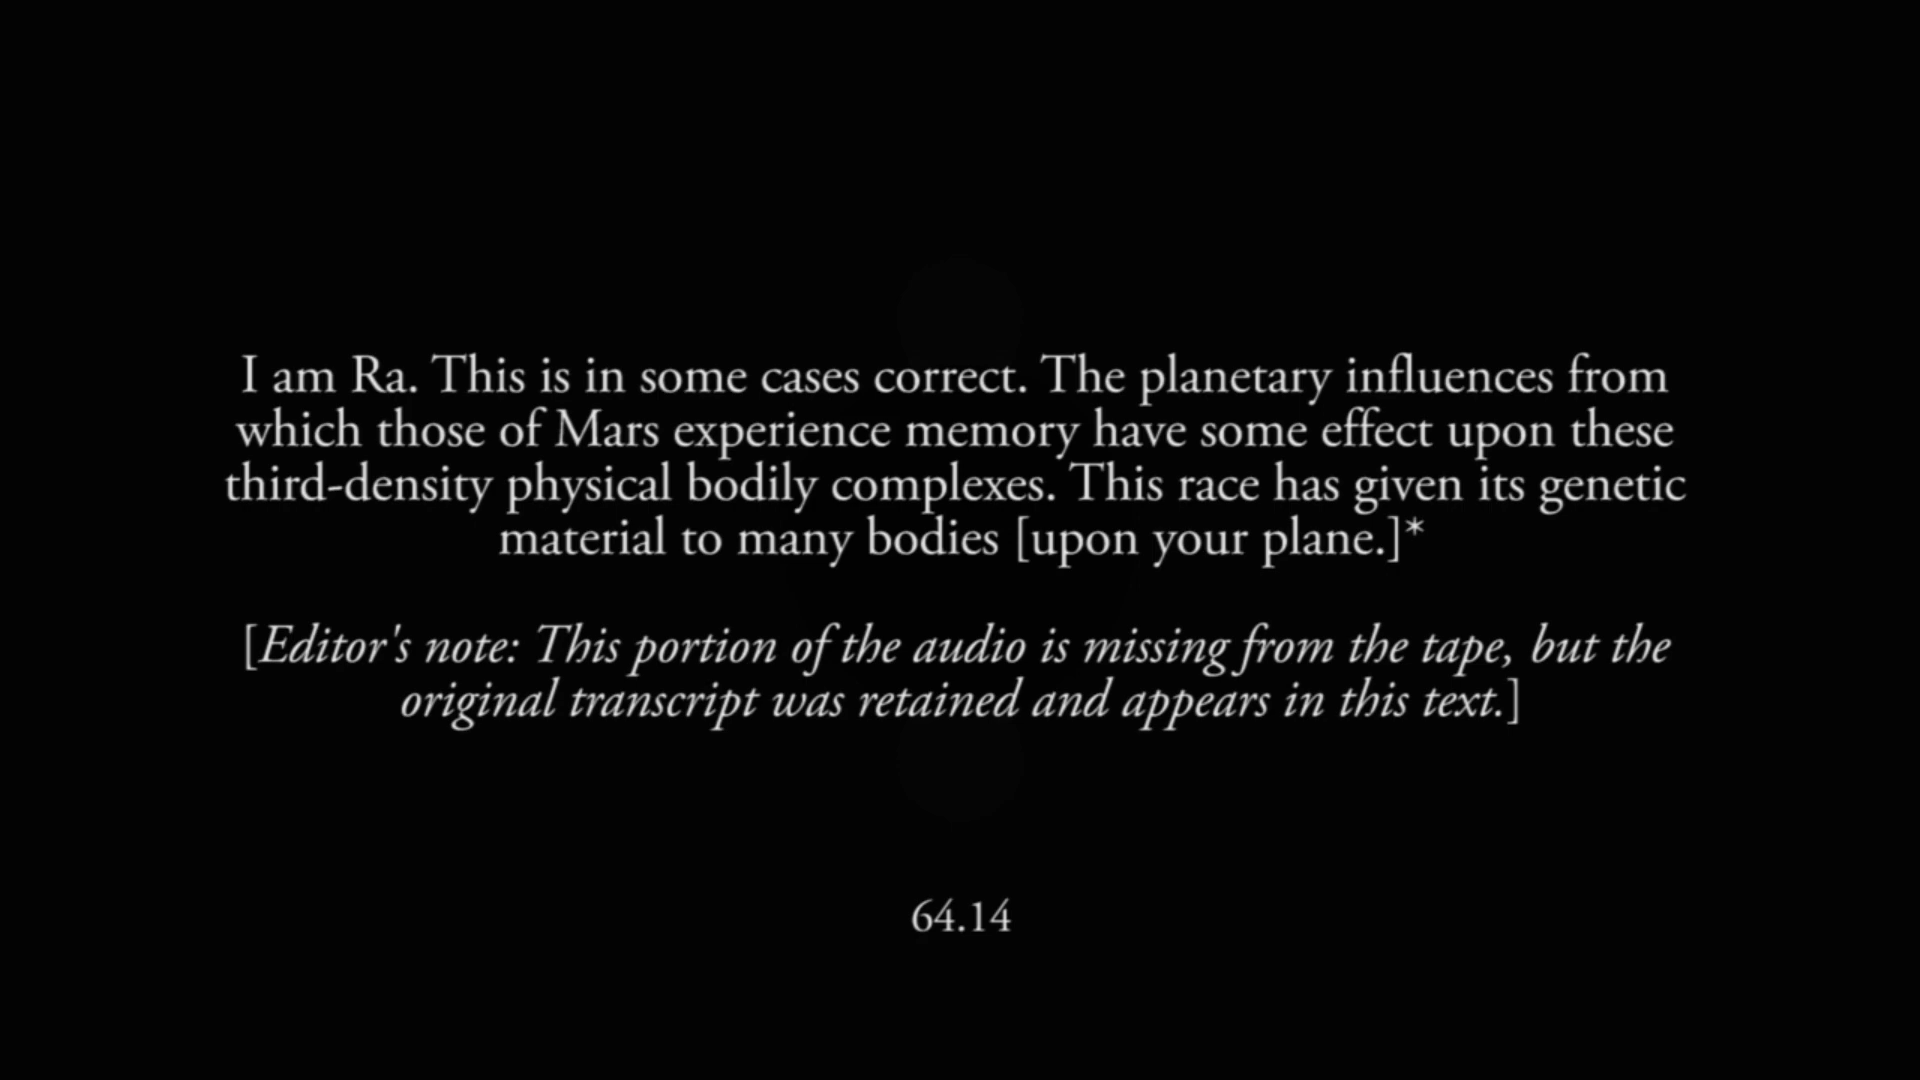 I am Ra. This is in some cases correct. The planetary influences from
which those of Mars experience memory have some effect upon these
third-density physical bodily complexes. This race has given its genetic
material to many bodies [upon your plane.]*
[Editor's note: This portion of the audio is missing from the tape, but the
original transcript was retained and appears in this text.]
64.14